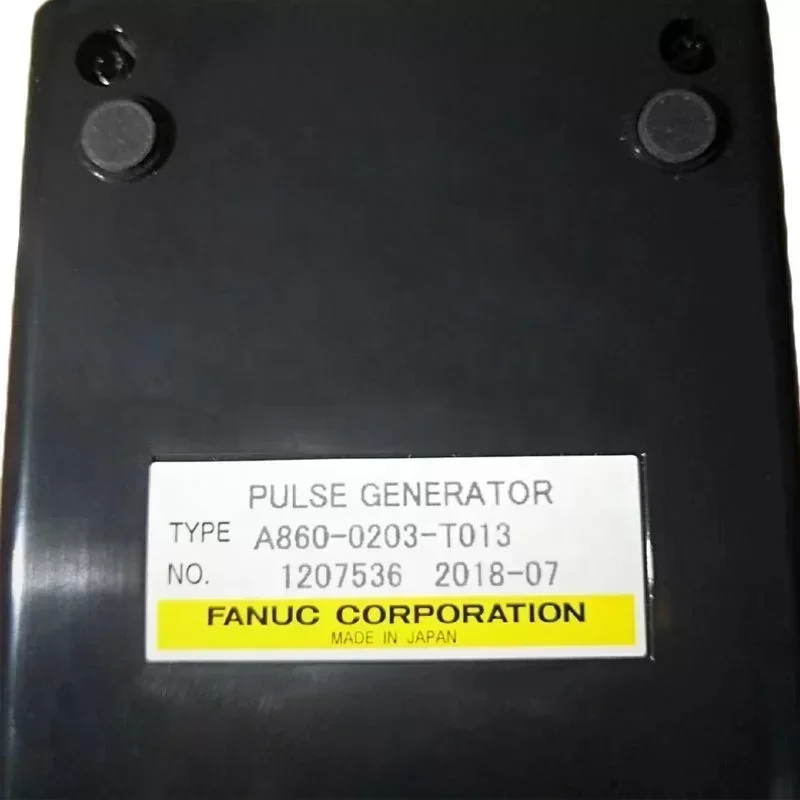 PULSE GENERATOR
TYPE A860-0203-T013
NO. 1207536 2018-07
FANUC CORPORATION
MADE IN JAPAN